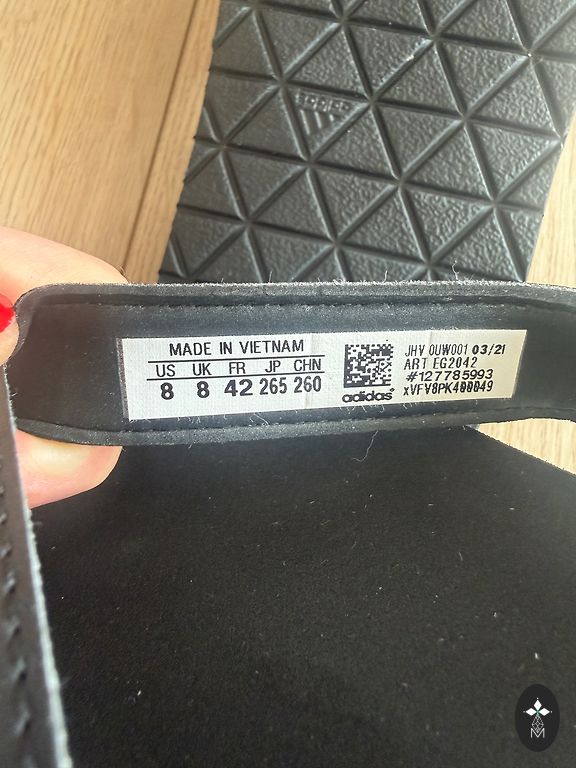 adidas
MADE IN VIETNAM
US UK FR JP CHN
8 8 42 265 260
adidas
JHV 0UW001 03/21
ART EG2042
#127785993
xVFV8PK400049
M